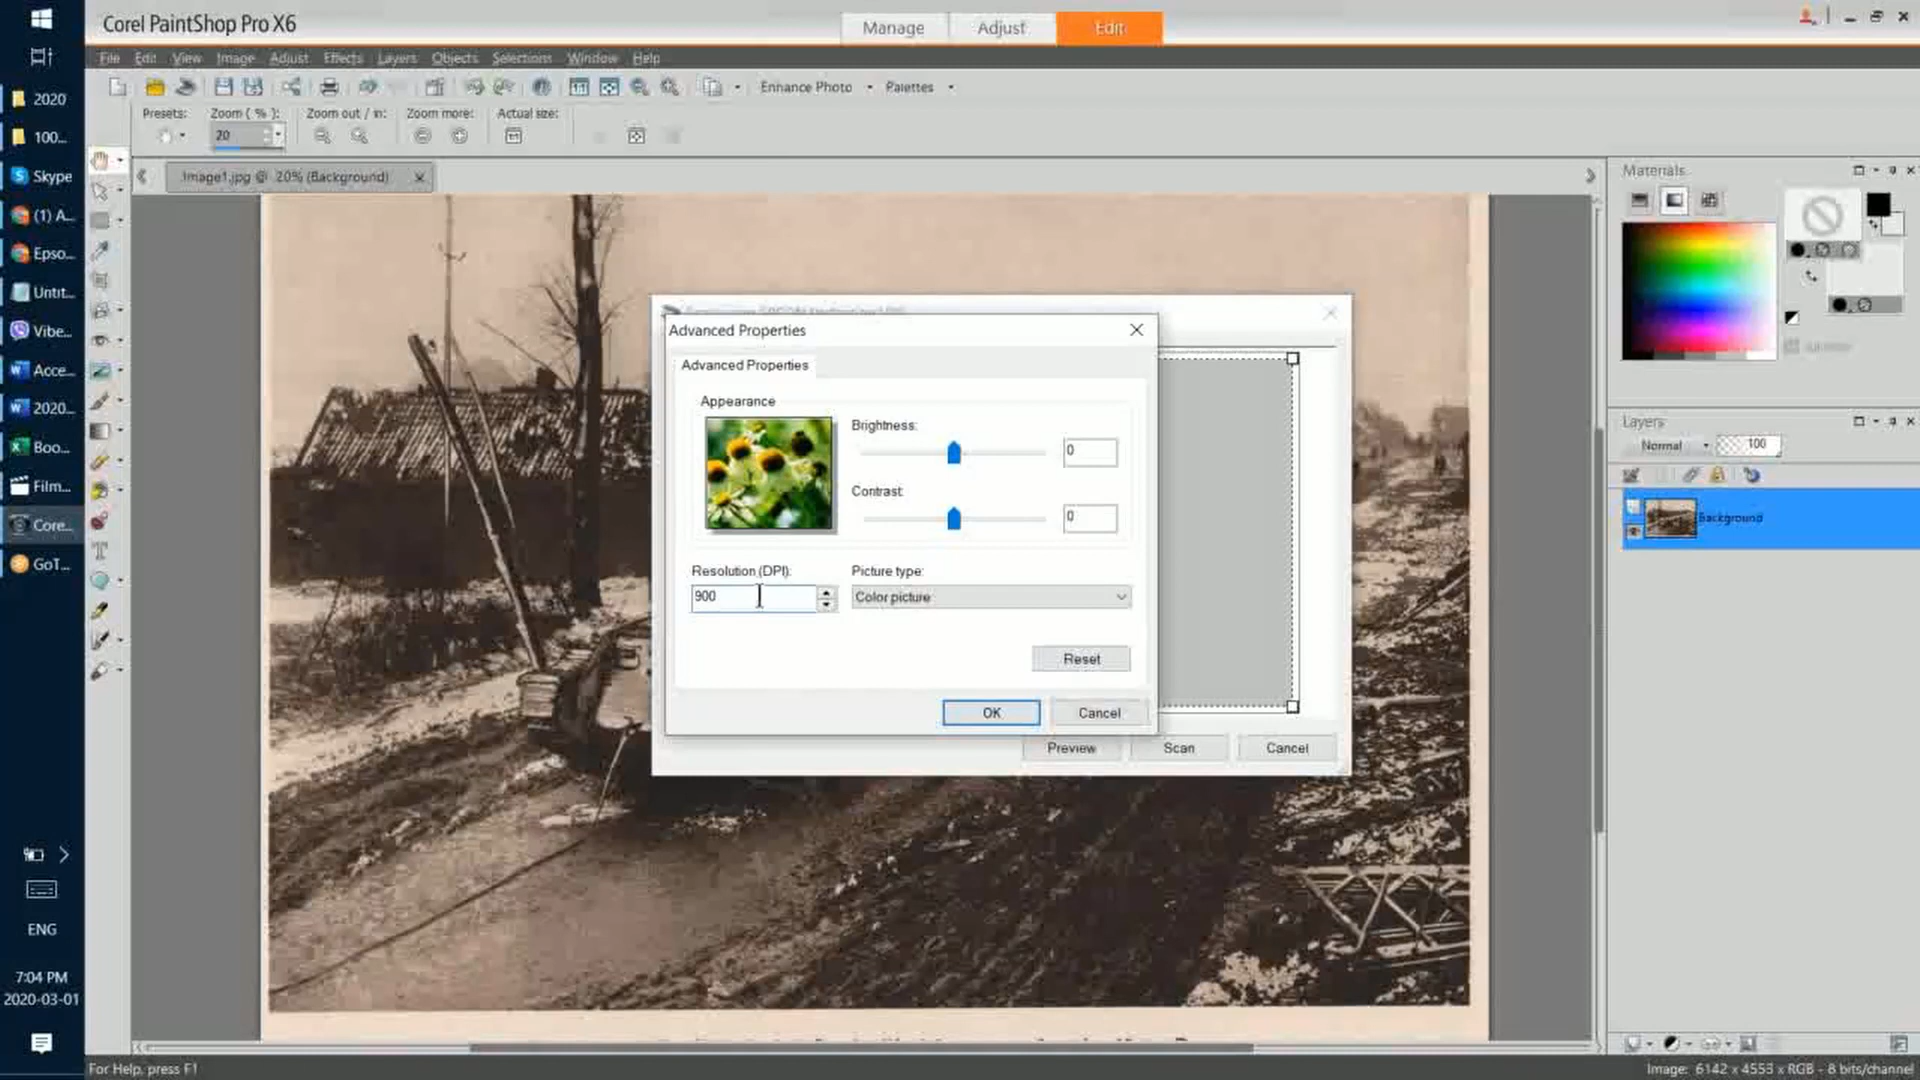 Corel PaintShop Pro X6
Manage
Adjust
Edit
File Edit View Image Adjust Effects Layers Objects Selections Window Help
Enhance Photo
Palettes
Presets:
Zoom ( % ):
Zoom out / in:
Zoom more:
Actual size:
20
Image1.jpg @ 20% (Background)
2020
100...
Skype
(1) A...
Epso...
Untit...
Vibe...
Acce...
2020...
Boo...
Film...
Core...
GoT...
ENG
7:04 PM
2020-03-01
Advanced Properties
Advanced Properties
Appearance
Brightness:
0
Contrast:
0
Resolution (DPI):
900
Picture type:
Color picture
Reset
OK
Cancel
Preview
Scan
Cancel
Materials
Layers
Normal
100
Background
For Help, press F1
Image: 6142 x 4553 x RGB - 8 bits/channel